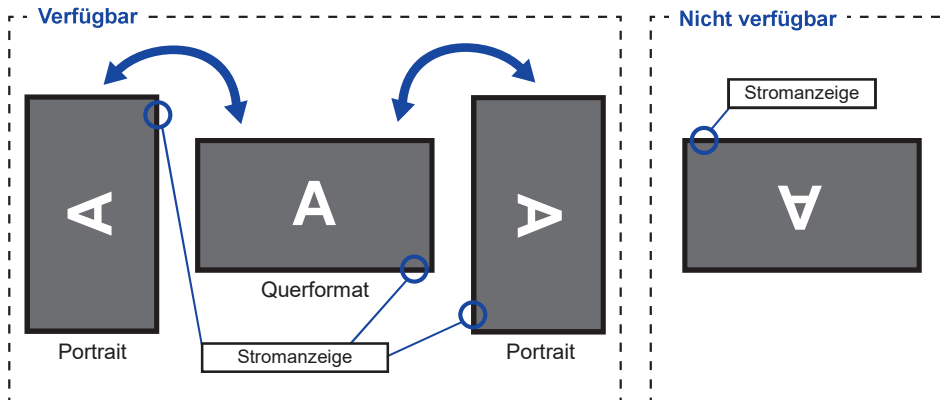 Verfügbar
Nicht verfügbar
Stromanzeige
A
A
A
A
Querformat
Portrait
Stromanzeige
Portrait